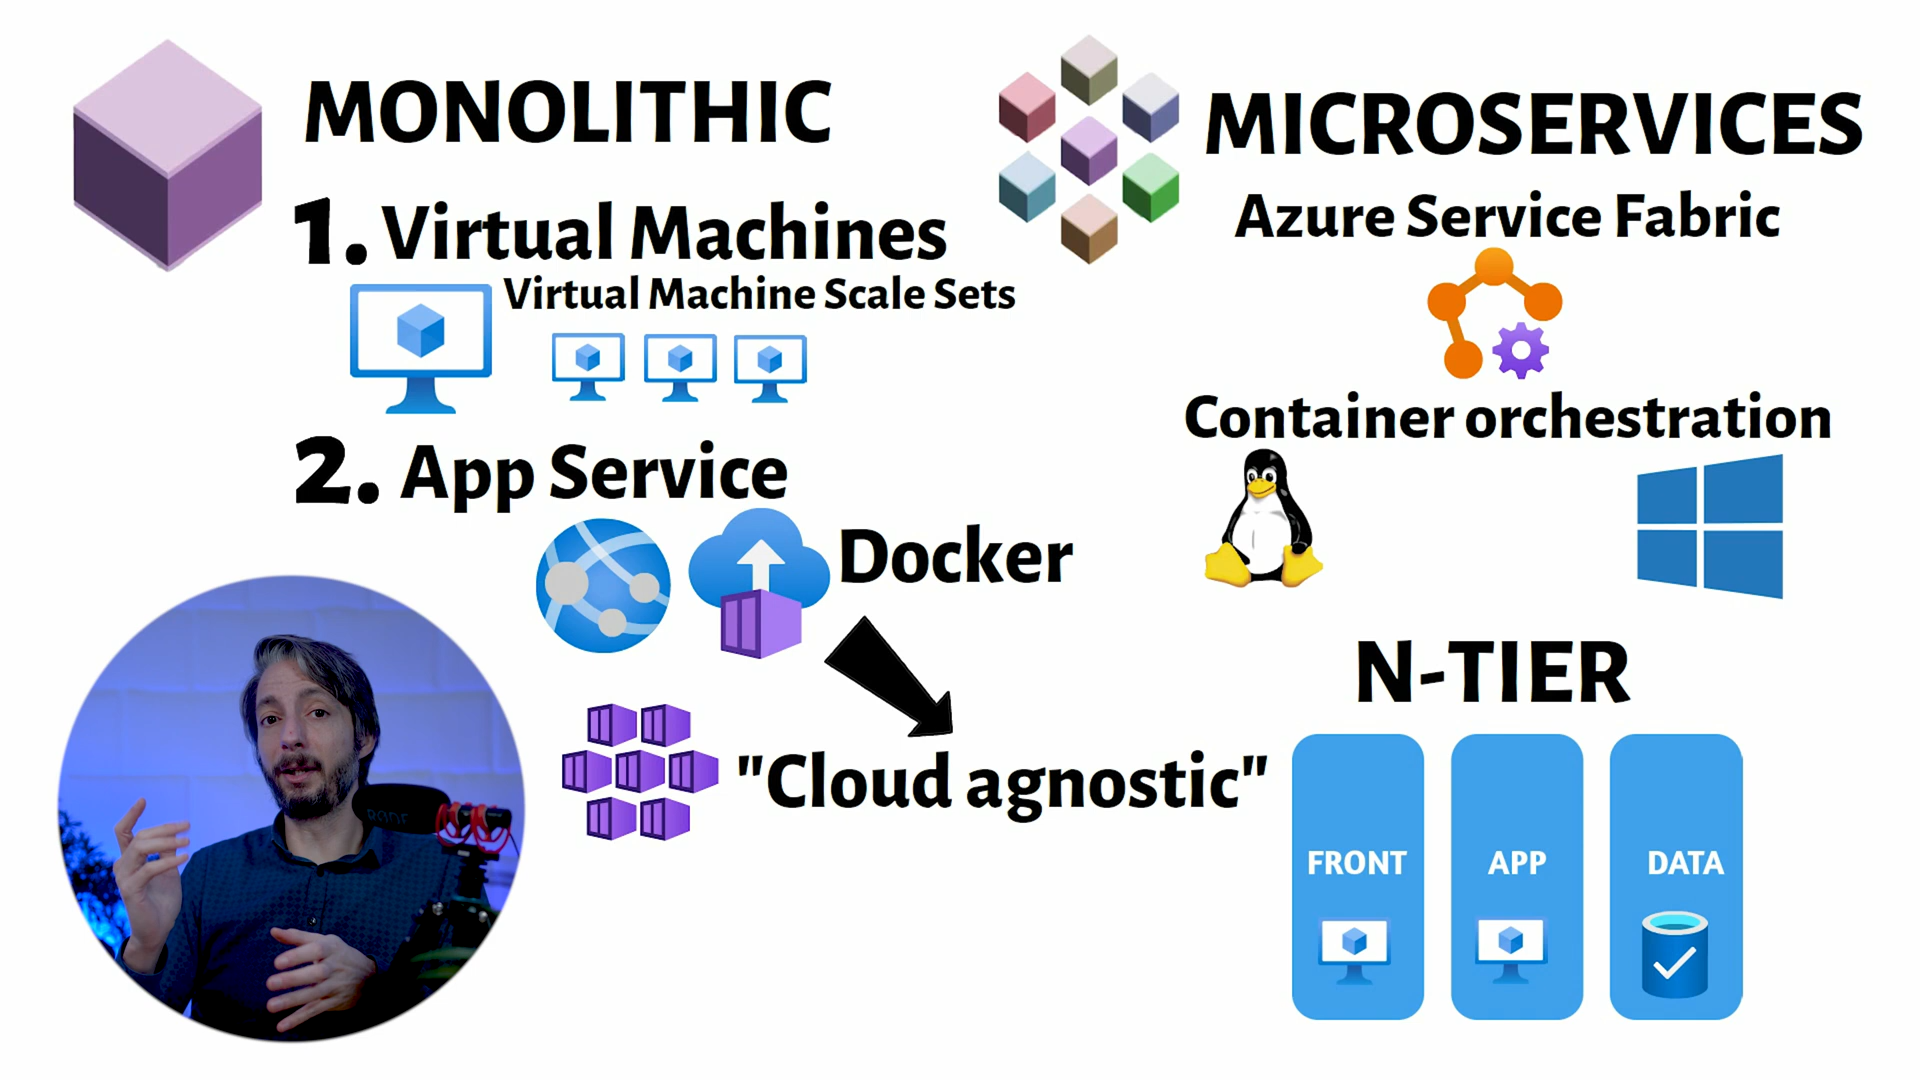 MONOLITHIC
1. Virtual Machines
Virtual Machine Scale Sets
2. App Service
Docker
"Cloud agnostic"
MICROSERVICES
Azure Service Fabric
Container orchestration
N-TIER
FRONT
APP
DATA